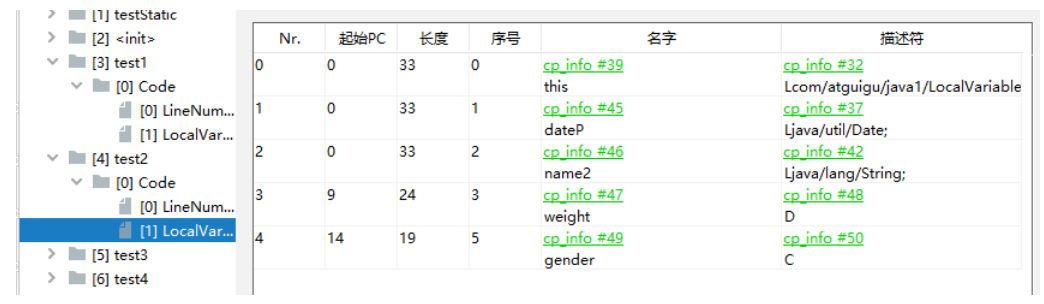 [1] testStatic
[2] <init>
[3] test1
[0] Code
[0] LineNum...
[1] LocalVar...
[4] test2
[0] Code
[0] LineNum...
[1] LocalVar...
[5] test3
[6] test4
Nr. 起始PC 长度 序号 名字 描述符
0 0 33 0 cp_info #39 cp_info #32
this Lcom/atguigu/java1/LocalVariable
1 0 33 1 cp_info #45 cp_info #37
dateP Ljava/util/Date;
2 0 33 2 cp_info #46 cp_info #42
name2 Ljava/lang/String;
3 9 24 3 cp_info #47 cp_info #48
weight D
4 14 19 5 cp_info #49 cp_info #50
gender C